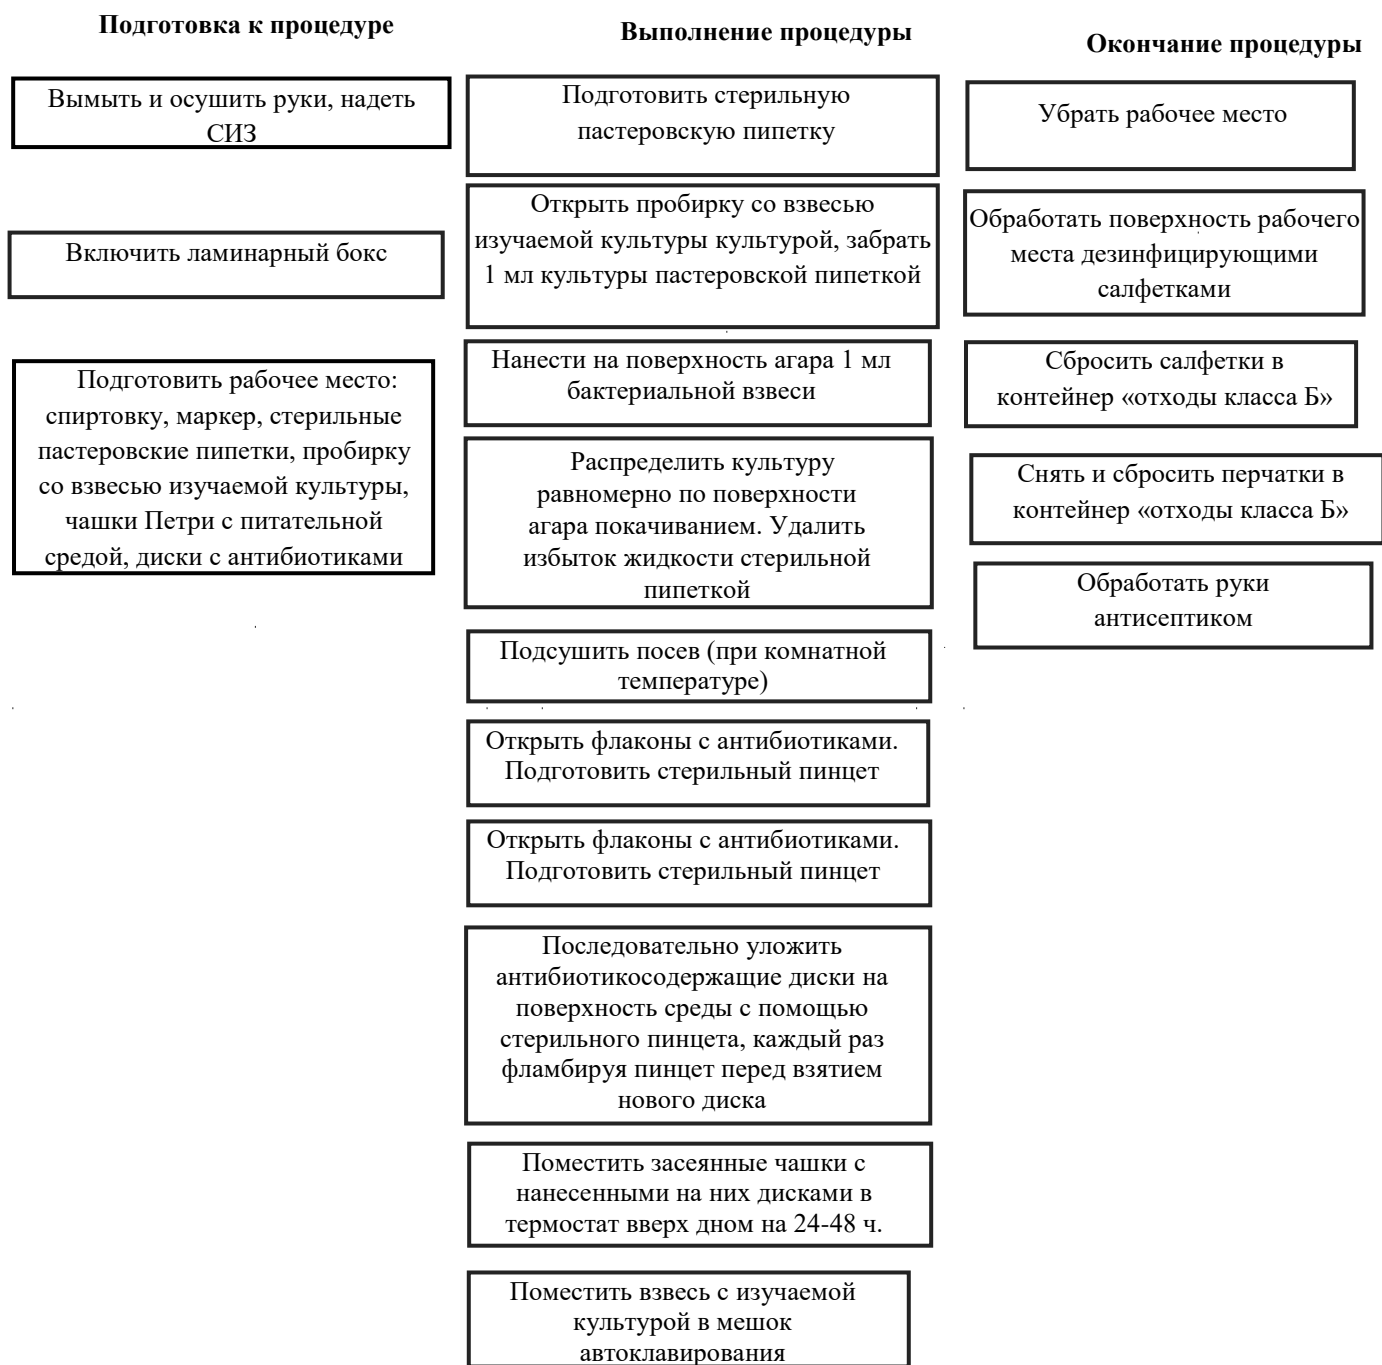 Подготовка к процедуре
Вымыть и осушить руки, надеть
СИЗ
Включить ламинарный бокс
Подготовить рабочее место:
спиртовку, маркер, стерильные
пастеровские пипетки, пробирку
со взвесью изучаемой культуры,
чашки Петри с питательной
средой, диски с антибиотиками
Выполнение процедуры
Подготовить стерильную
пастеровскую пипетку
Открыть пробирку со взвесью
изучаемой культуры культурой, забрать
1 мл культуры пастеровской пипеткой
Нанести на поверхность агара 1 мл
бактериальной взвеси
Распределить культуру
равномерно по поверхности
агара покачиванием. Удалить
избыток жидкости стерильной
пипеткой
Подсушить посев (при комнатной
температуре)
Открыть флаконы с антибиотиками.
Подготовить стерильный пинцет
Открыть флаконы с антибиотиками.
Подготовить стерильный пинцет
Последовательно уложить
антибиотикосодержащие диски на
поверхность среды с помощью
стерильного пинцета, каждый раз
фламбируя пинцет перед взятием
нового диска
Поместить засеянные чашки с
нанесенными на них дисками в
термостат вверх дном на 24-48 ч.
Поместить взвесь с изучаемой
культурой в мешок
автоклавирования
Окончание процедуры
Убрать рабочее место
Обработать поверхность рабочего
места дезинфицирующими
салфетками
Сбросить салфетки в
контейнер «отходы класса Б»
Снять и сбросить перчатки в
контейнер «отходы класса Б»
Обработать руки
антисептиком